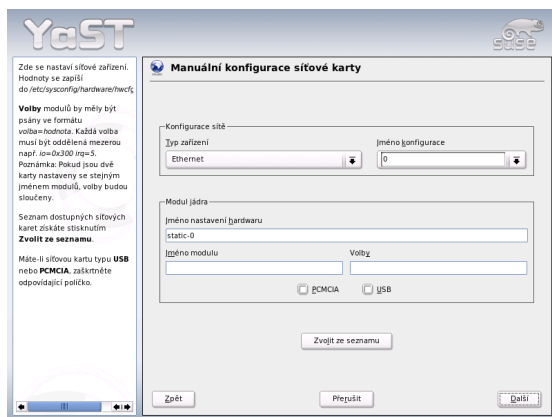 YaST
suse
Zde se nastaví síťové zařízení.
Hodnoty se zapíší
do /etc/sysconfig/hardware/hwcfg
Volby modulů by měly být
psány ve formátu
volba=hodnota. Každá volba
musí být oddělená mezerou
např. io=0x300 irq=5.
Poznámka: Pokud jsou dvě
karty nastaveny se stejným
jménem modulů, volby budou
sloučeny.
Seznam dostupných síťových
karet získáte stisknutím
Zvolit ze seznamu.
Máte-li síťovou kartu typu USB
nebo PCMCIA, zaškrtněte
odpovídající políčko.
Manuální konfigurace síťové karty
Konfigurace sítě
Typ zařízení
Jméno konfigurace
Ethernet
0
Modul jádra
Jméno nastavení hardwaru
static-0
Jméno modulu
Volby
PCMCIA
USB
Zvolit ze seznamu
Zpět
Přerušit
Další